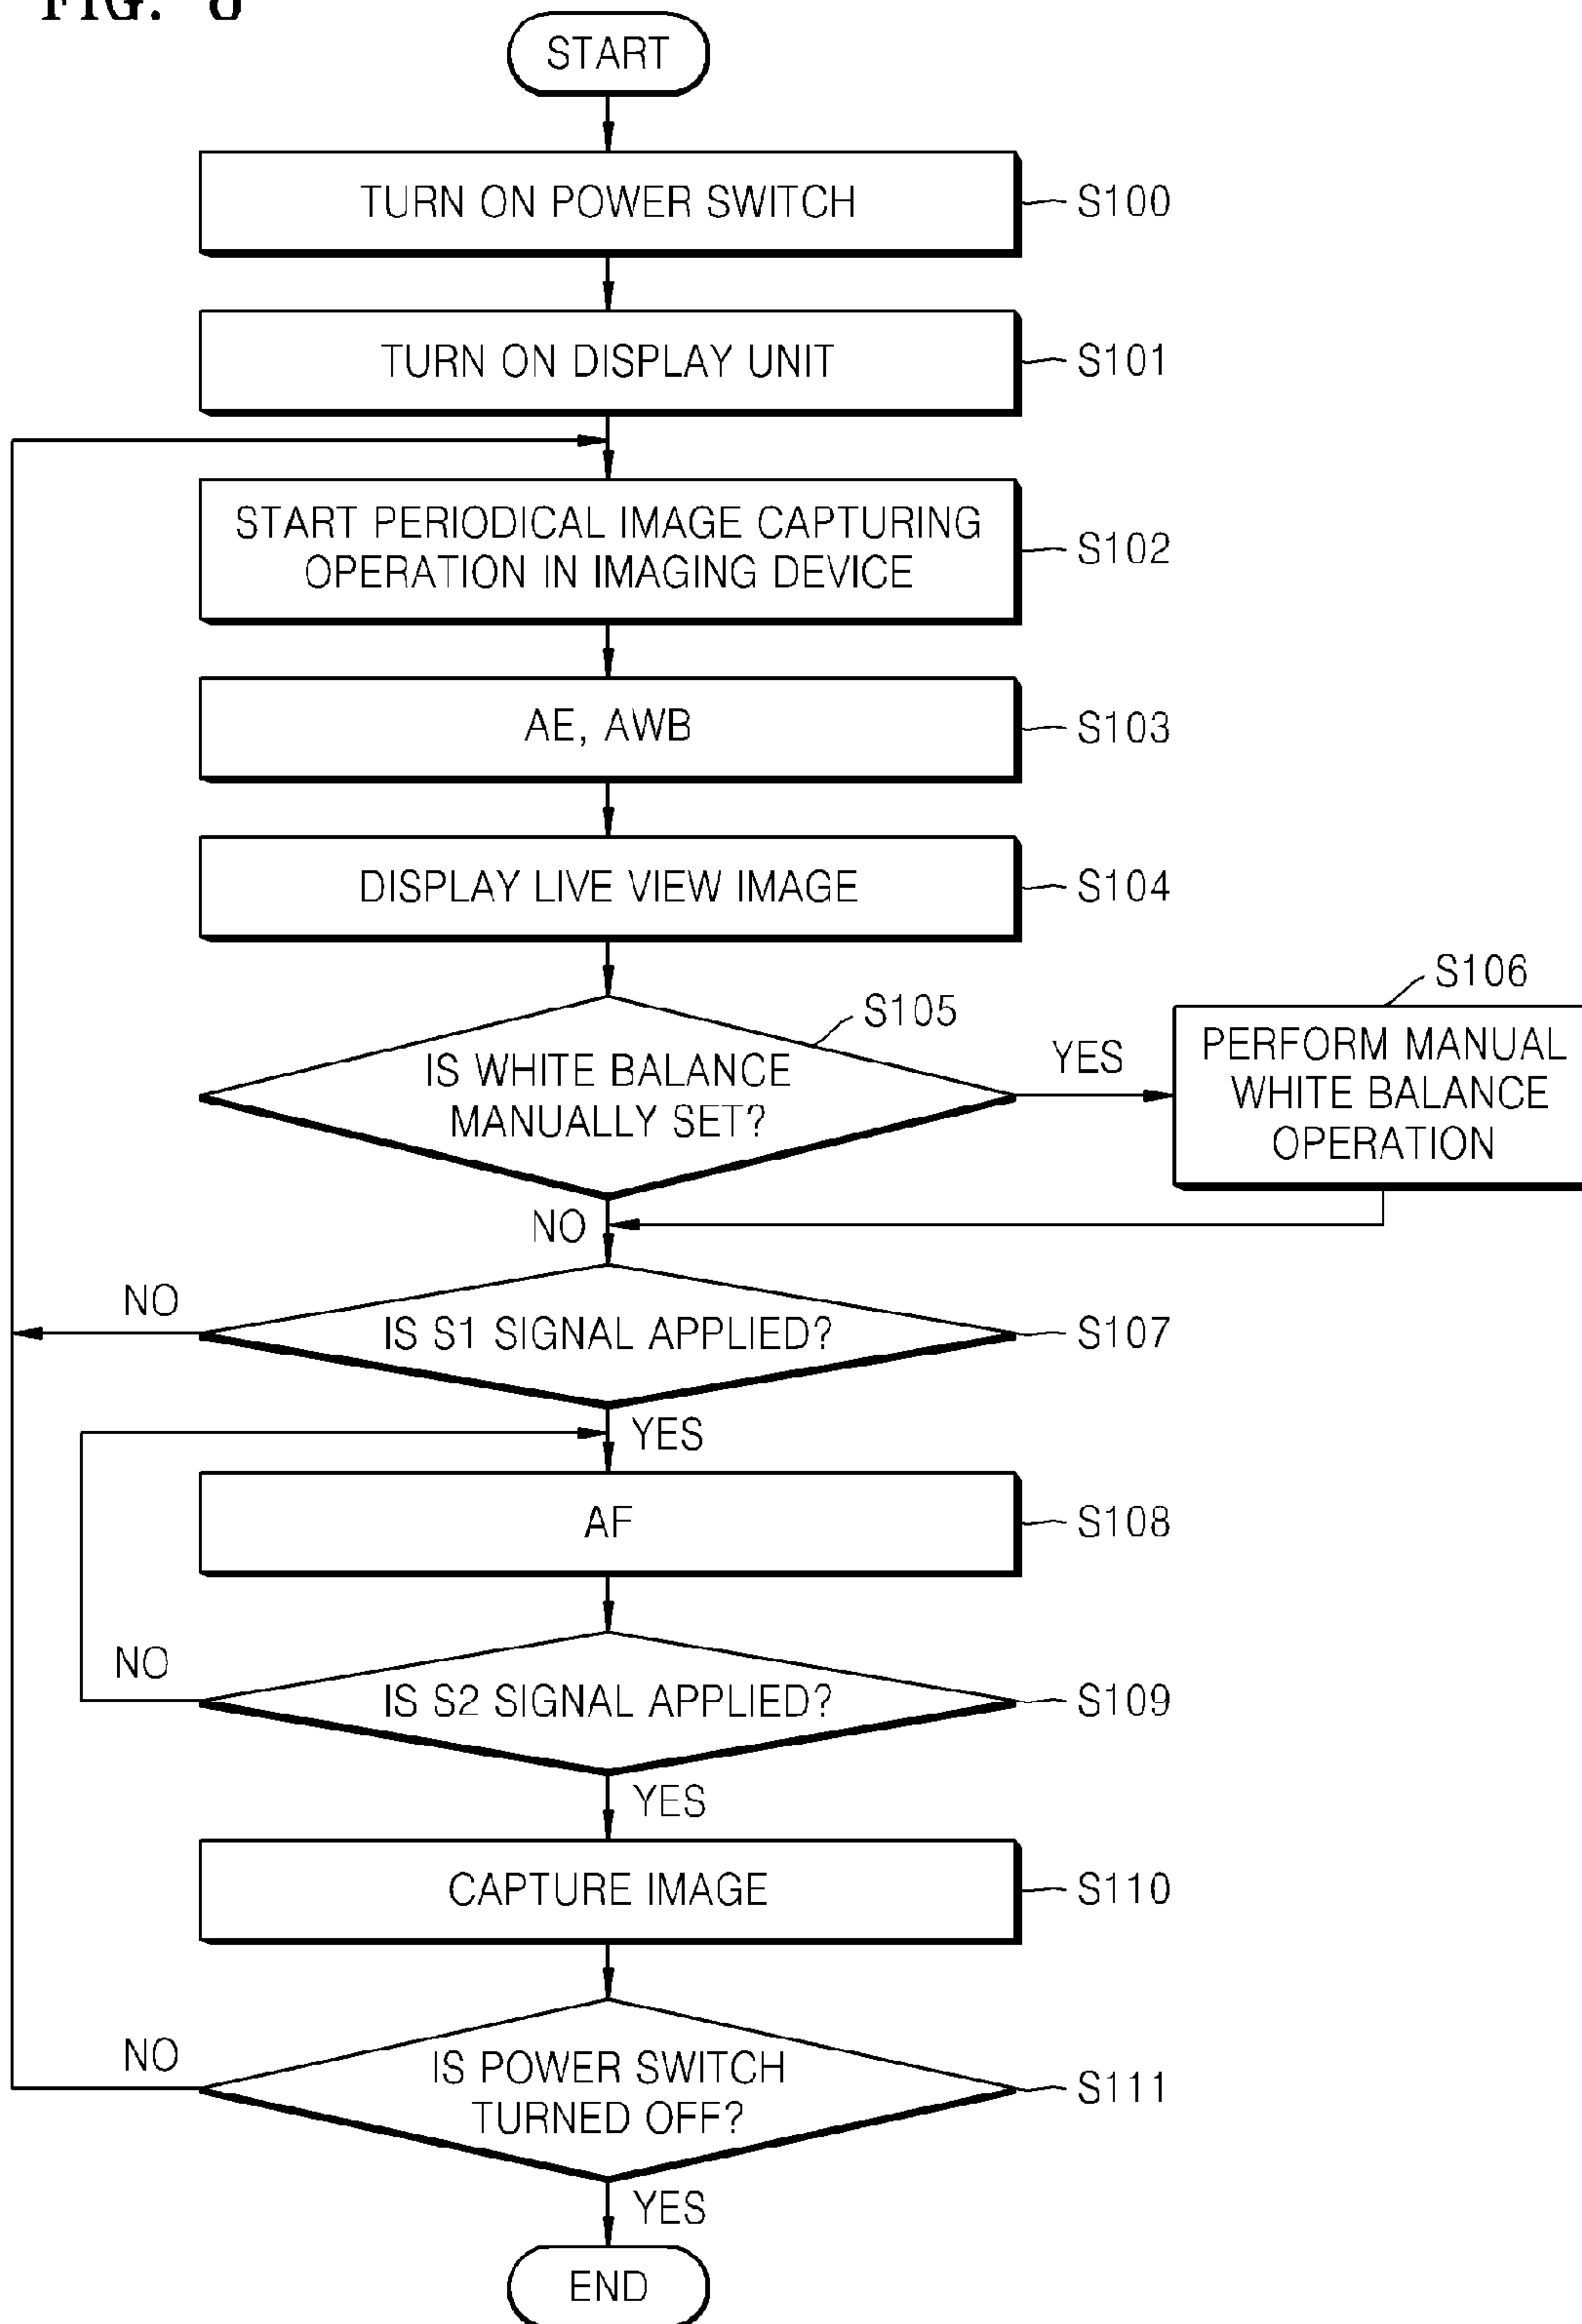 FIG. 8
START
TURN ON POWER SWITCH
S100
TURN ON DISPLAY UNIT
S101
START PERIODICAL IMAGE CAPTURING
OPERATION IN IMAGING DEVICE
S102
AE, AWB
S103
DISPLAY LIVE VIEW IMAGE
S104
S105
IS WHITE BALANCE
MANUALLY SET?
YES
S106
PERFORM MANUAL
WHITE BALANCE
OPERATION
NO
NO
IS S1 SIGNAL APPLIED?
S107
YES
AF
S108
NO
IS S2 SIGNAL APPLIED?
S109
YES
CAPTURE IMAGE
S110
NO
IS POWER SWITCH
TURNED OFF?
S111
YES
END